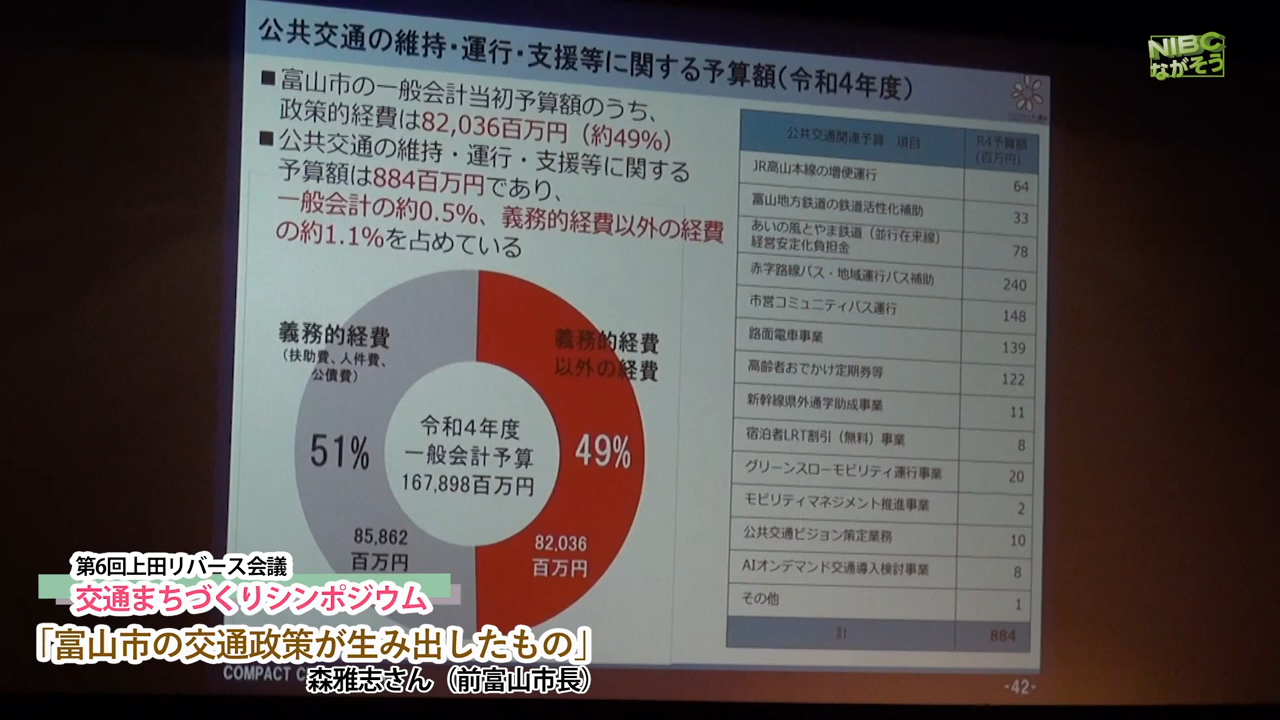 公共交通の維持・運行・支援等に関する予算額(令和4年度)
NIBC
ながそう
■富山市の一般会計当初予算額のうち、
政策的経費は82,036百万円(約49%)
■公共交通の維持・運行・支援等に関する
予算額は884百万円であり、
一般会計の約0.5%、義務的経費以外の経費
の約1.1%を占めている
義務的経費
(扶助費、人件費、
公債費)
51%
85,862
百万円
令和4年度
一般会計予算
167,898百万円
義務的経費
以外の経費
49%
82,036
百万円
公共交通関連予算 項目 R4予算額
(百万円)
JR高山本線の増便運行 64
富山地方鉄道の鉄道活性化補助 33
あいの風とやま鉄道(並行在来線)
経営安定化負担金 78
赤字路線バス・地域運行バス補助 240
市営コミュニティバス運行 148
路面電車事業 139
高齢者おでかけ定期券等 122
新幹線県外通学助成事業 11
宿泊者LRT割引(無料)事業 8
グリーンスローモビリティ運行事業 20
モビリティマネジメント推進事業 2
公共交通ビジョン策定業務 10
AIオンデマンド交通導入検討事業 8
その他 1
計 884
第6回上田リバース会議
交通まちづくりシンポジウム
「富山市の交通政策が生み出したもの」
森雅志さん(前富山市長)
COMPACT C
-42-